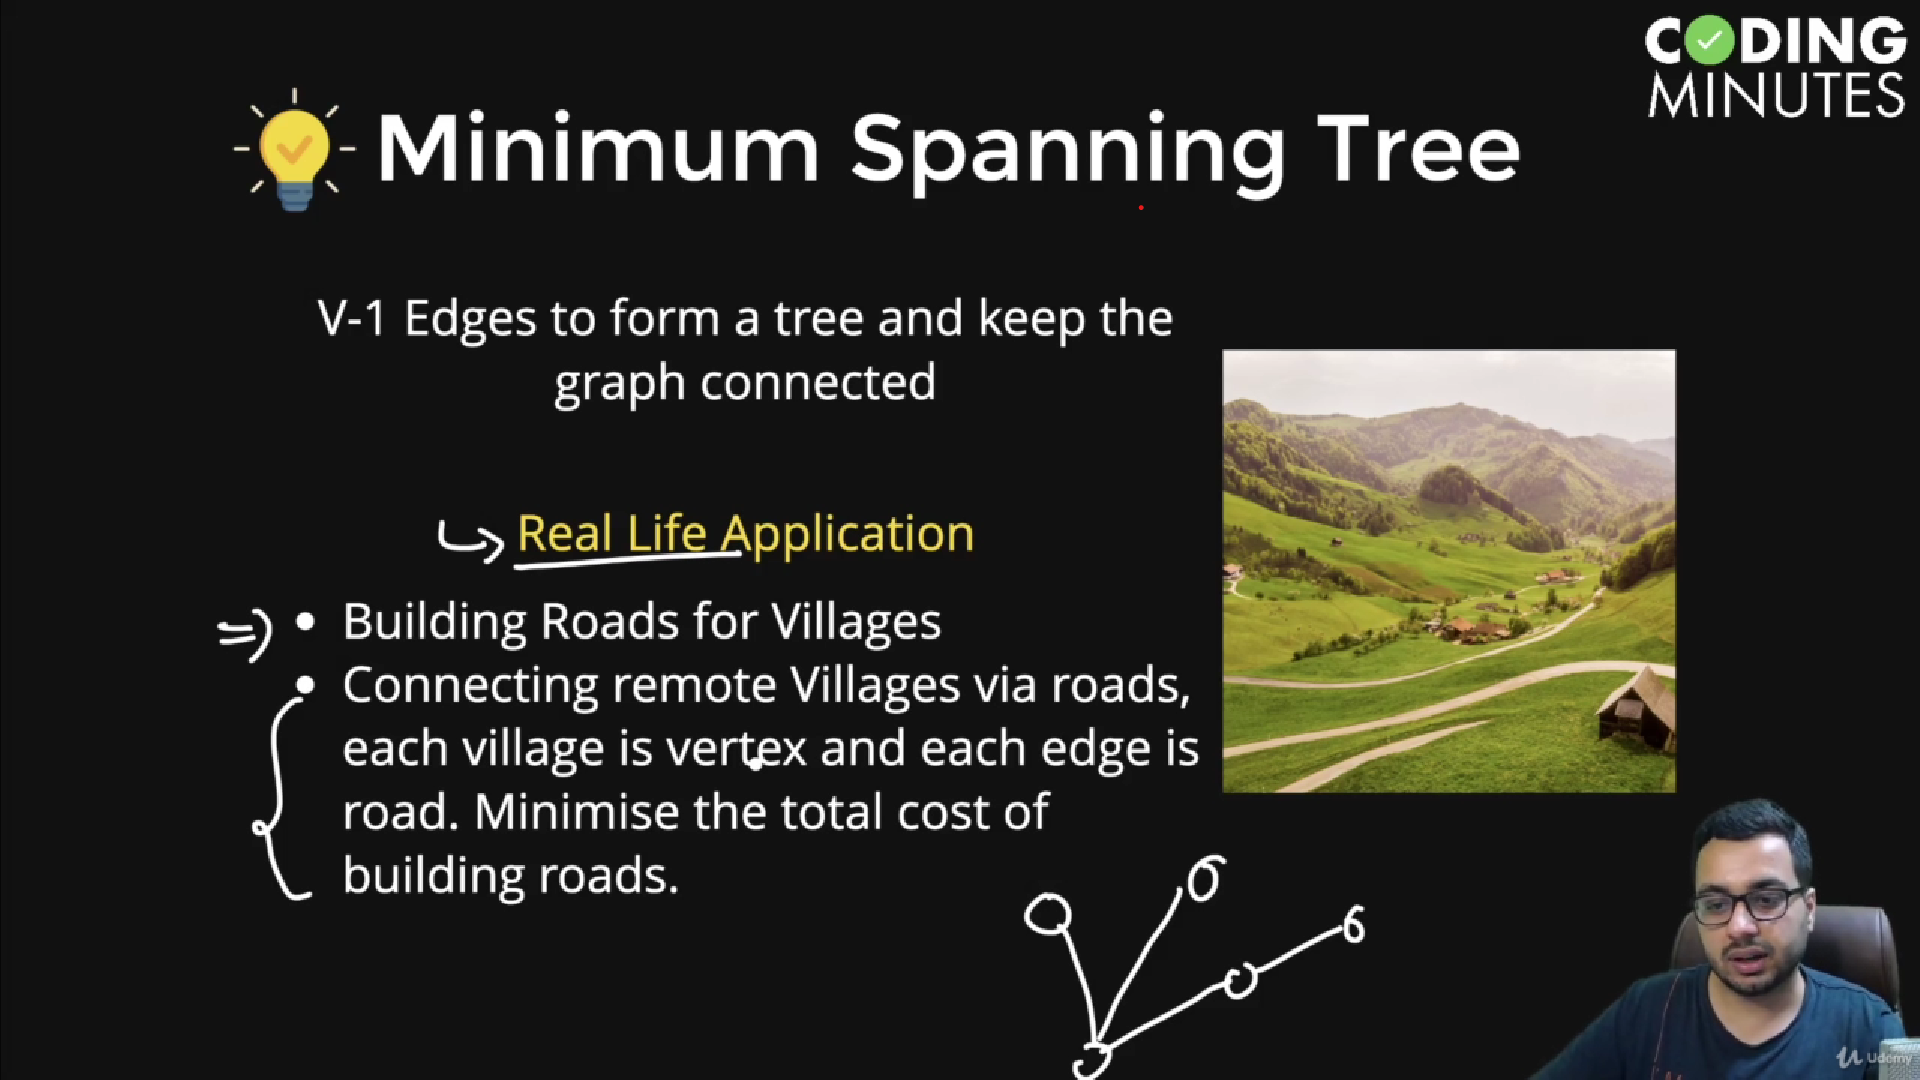 CODING
MINUTES
Minimum Spanning Tree
V-1 Edges to form a tree and keep the
graph connected
Real Life Application
• Building Roads for Villages
• Connecting remote Villages via roads,
each village is vertex and each edge is
road. Minimise the total cost of
building roads.
Udemy